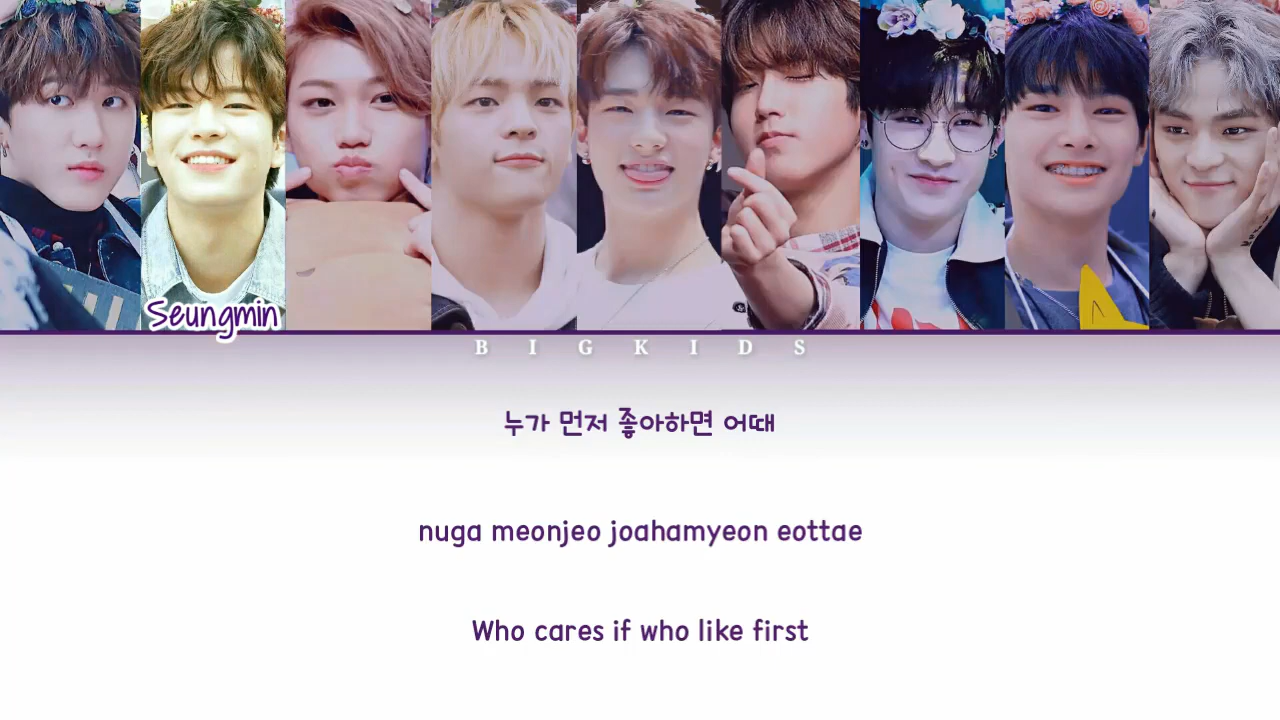 Seungmin
BIGKIDS
누가 먼저 좋아하면 어때
nuga meonjeo joahamyeon eottae
Who cares if who like first